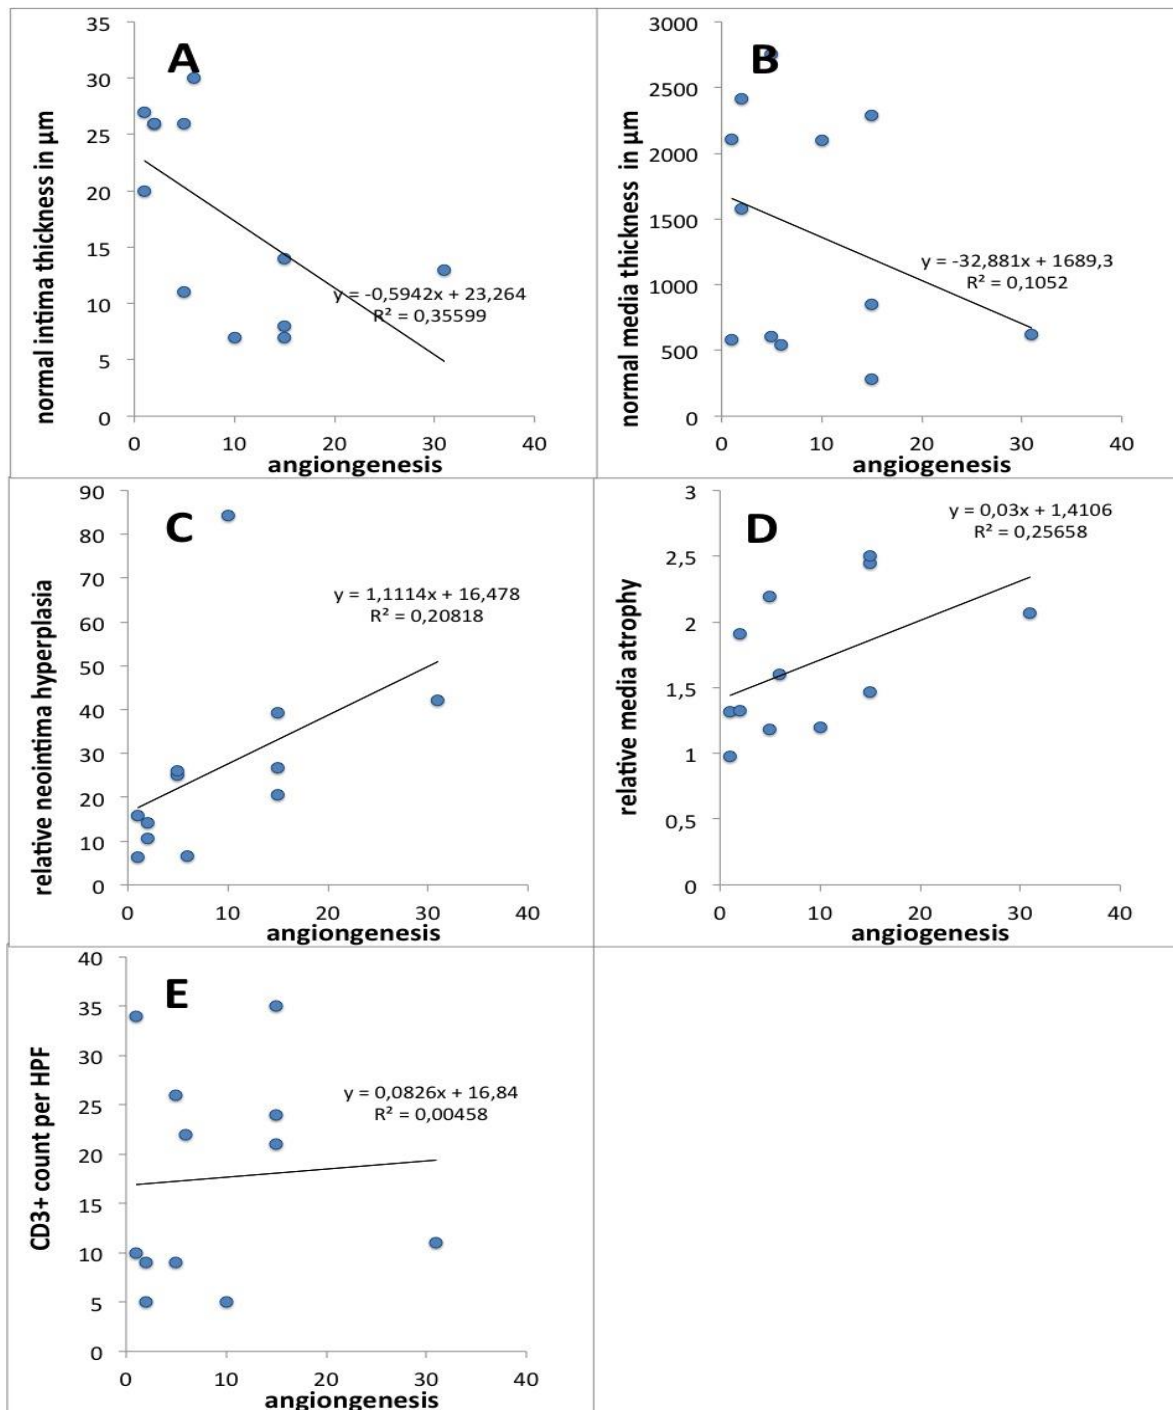 A
normal intima thickness in µm
35
30
25
20
15
10
5
0
y = -0,5942x + 23,264
R² = 0,35599
0 10 20 30 40
angiongenesis
B
normal media thickness in µm
3000
2500
2000
1500
1000
500
0
y = -32,881x + 1689,3
R² = 0,1052
0 10 20 30 40
angiogenesis
C
relative neointima hyperplasia
90
80
70
60
50
40
30
20
10
0
y = 1,1114x + 16,478
R² = 0,20818
0 10 20 30 40
angiongenesis
D
relative media atrophy
3
2,5
2
1,5
1
0,5
0
y = 0,03x + 1,4106
R² = 0,25658
0 10 20 30 40
angiogenesis
E
CD3+ count per HPF
40
35
30
25
20
15
10
5
0
y = 0,0826x + 16,84
R² = 0,00458
0 10 20 30 40
angiongenesis